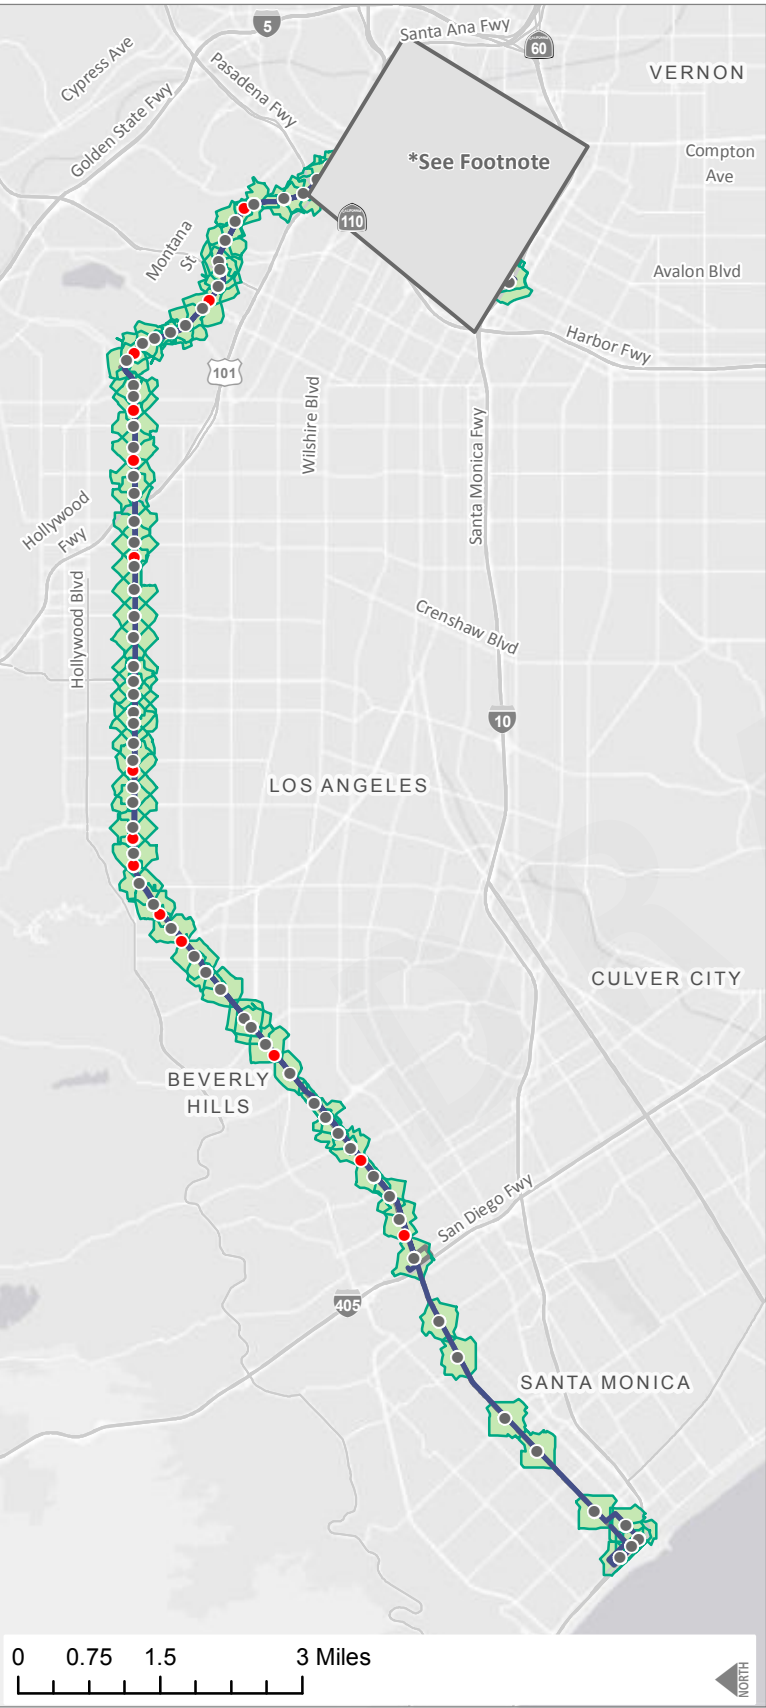 5
Santa Ana Fwy
CALIFORNIA
60
Cypress Ave
VERNON
Golden State Fwy
Pasadena Fwy
*See Footnote
Compton
Ave
CALIFORNIA
110
Montana
St
Avalon Blvd
Harbor Fwy
101
Wilshire Blvd
Santa Monica Fwy
Hollywood
Fwy
Hollywood Blvd
Crenshaw Blvd
10
LOS ANGELES
CULVER CITY
BEVERLY
HILLS
San Diego Fwy
405
SANTA MONICA
0 0.75 1.5 3 Miles
NORTH